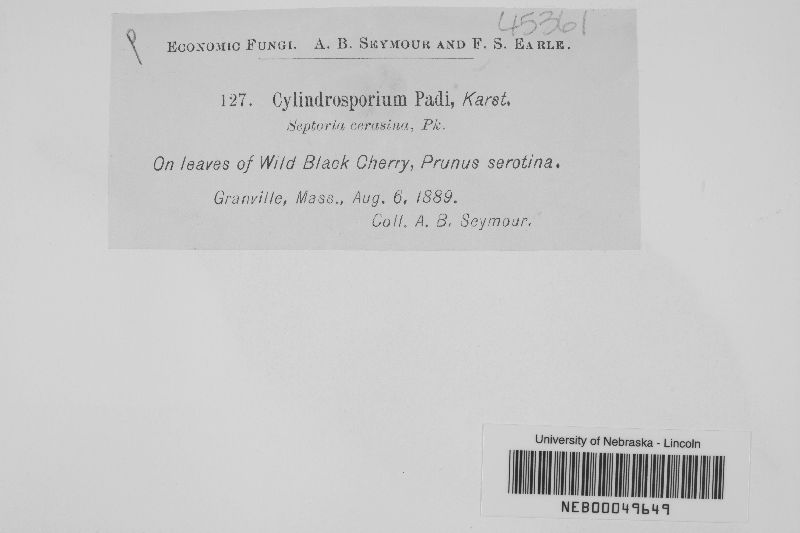 45361
P
Economic Fungi. A. B. Seymour and F. S. Earle.
127. Cylindrosporium Padi, Karst.
Septoria cerasina, Pk.
On leaves of Wild Black Cherry, Prunus serotina.
Granville, Mass., Aug. 6, 1889.
Coll. A. B. Seymour.
University of Nebraska - Lincoln
NEB00049649